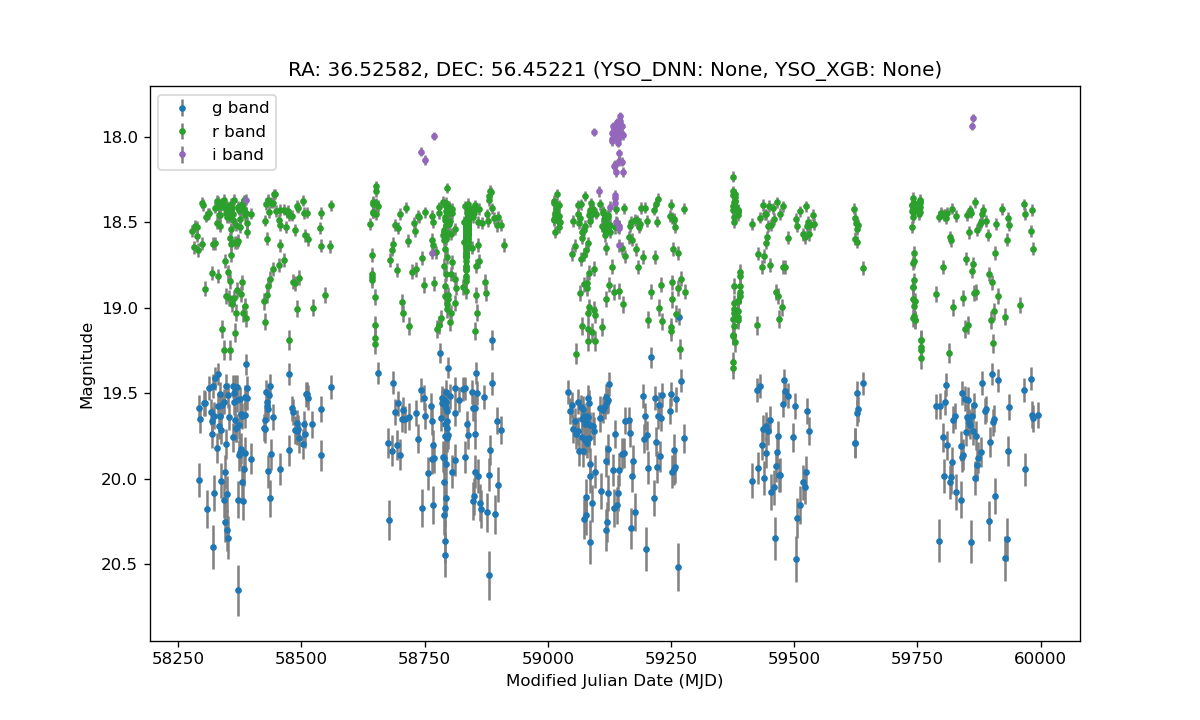 RA: 36.52582, DEC: 56.45221 (YSO_DNN: None, YSO_XGB: None)
g band
r band
i band
18.0
18.5
19.0
19.5
20.0
20.5
Magnitude
58250 58500 58750 59000 59250 59500 59750 60000
Modified Julian Date (MJD)